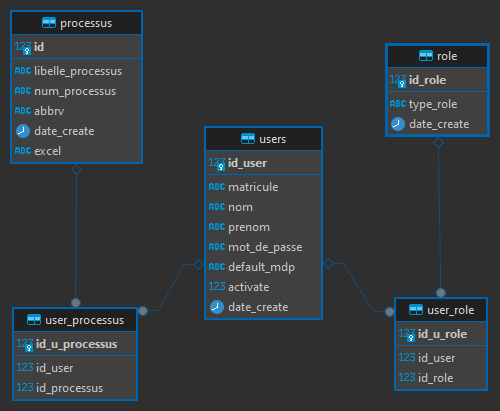 processus
123 id
ABC libelle_processus
ABC num_processus
ABC abbrv
date_create
ABC excel
role
123 id_role
ABC type_role
date_create
users
123 id_user
ABC matricule
ABC nom
ABC prenom
ABC mot_de_passe
ABC default_mdp
123 activate
date_create
user_processus
123 id_u_processus
123 id_user
123 id_processus
user_role
123 id_u_role
123 id_user
123 id_role